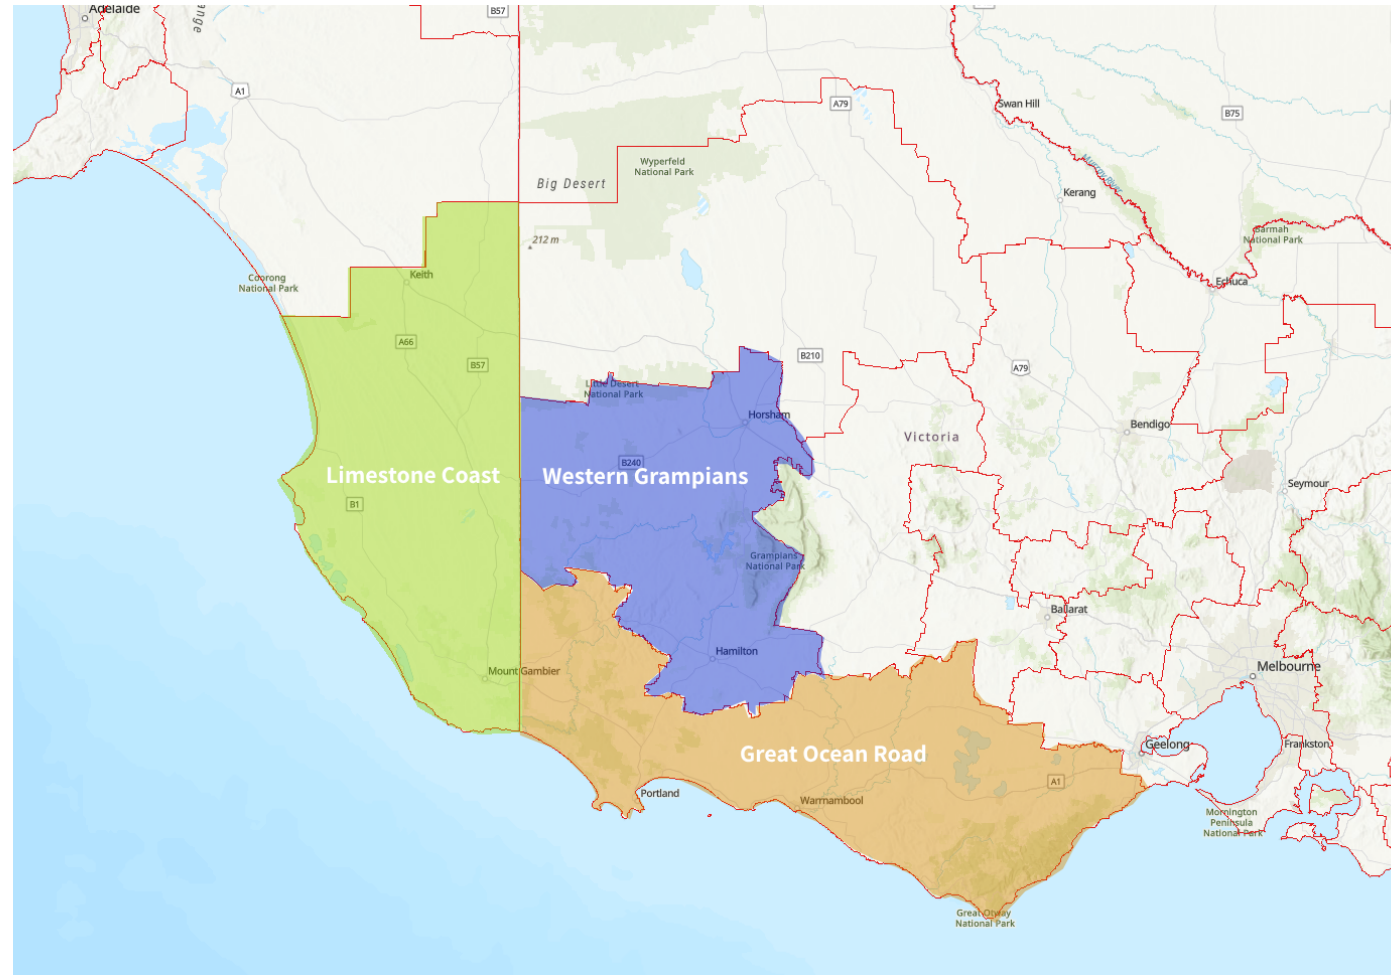 Adelaide
ange
B57
A1
A79
Swan Hill
B75
Wyperfeld
National Park
Big Desert
Murray River
Kerang
212 m
Barmah
National Park
Coorong
National Park
Keith
Echuca
A66
B57
B210
A79
Little Desert
National Park
Horsham
Bendigo
Victoria
B240
Limestone Coast
Western Grampians
Seymour
B1
Grampians
National Park
Ballarat
Hamilton
Mount Gambier
Melbourne
Great Ocean Road
Geelong
Frankston
A1
Portland
Warrnambool
Mornington
Peninsula
National Park
Great Otway
National Park